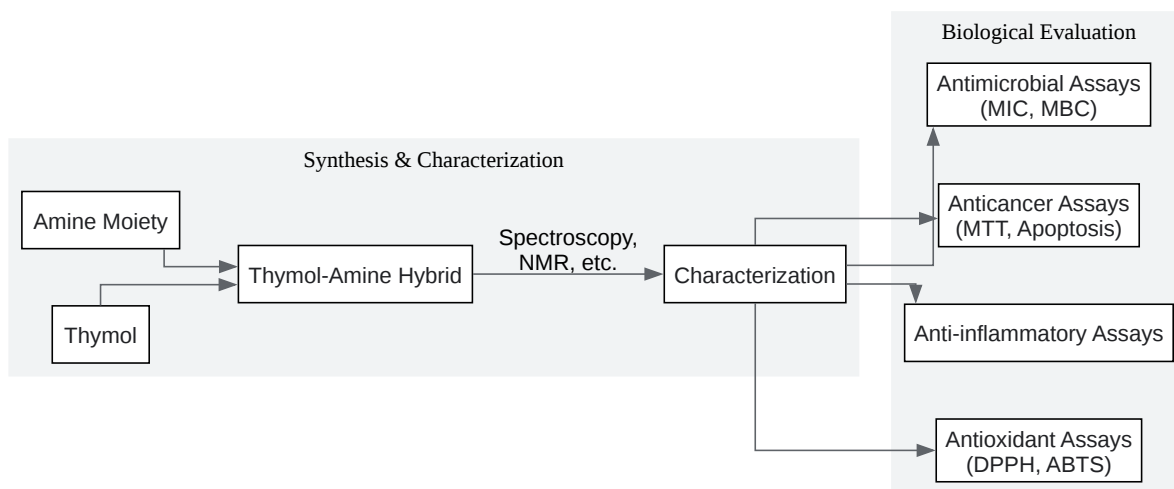 Synthesis & Characterization
Amine Moiety
Thymol
Thymol-Amine Hybrid
Spectroscopy,
NMR, etc.
Characterization
Biological Evaluation
Antimicrobial Assays
(MIC, MBC)
Anticancer Assays
(MTT, Apoptosis)
Anti-inflammatory Assays
Antioxidant Assays
(DPPH, ABTS)